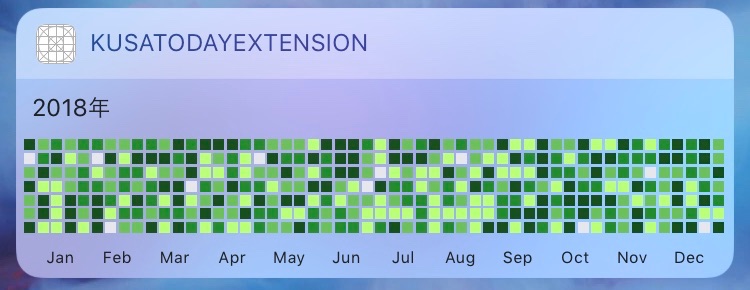 KUSATODAYEXTENSION
2018年
Jan Feb Mar Apr May Jun Jul Aug Sep Oct Nov Dec